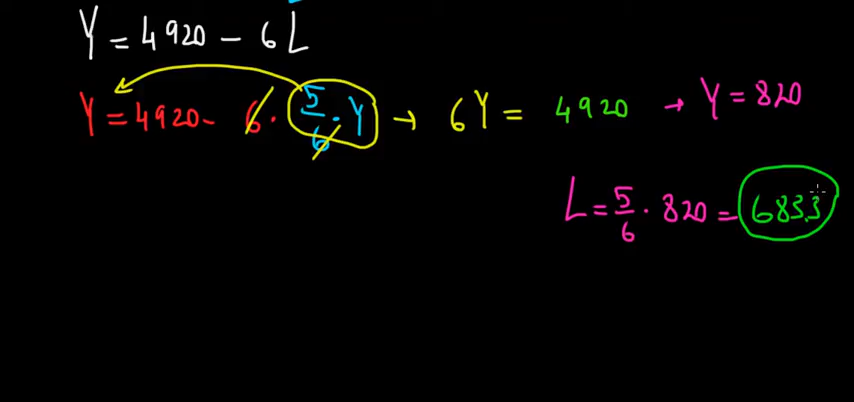 Y = 4920 - 6L
Y = 4920 - 6 · 5/6 · Y → 6Y = 4920 → Y = 820
L = 5/6 · 820 = 683.3